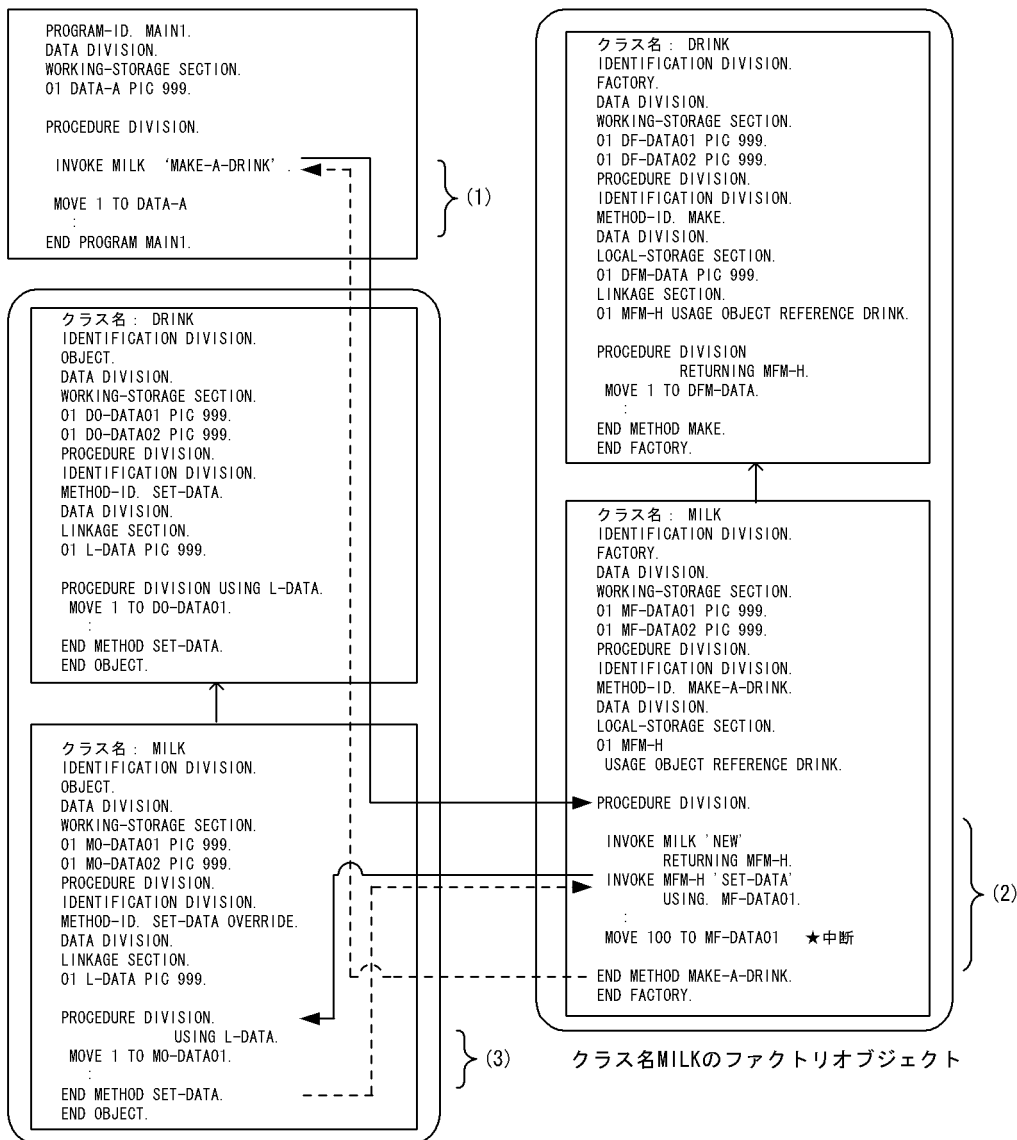 PROGRAM-ID. MAIN1.
DATA DIVISION.
WORKING-STORAGE SECTION.
01 DATA-A PIC 999.
PROCEDURE DIVISION.
INVOKE MILK 'MAKE-A-DRINK'.
MOVE 1 TO DATA-A
:
END PROGRAM MAIN1.
(1)
クラス名： DRINK
IDENTIFICATION DIVISION.
OBJECT.
DATA DIVISION.
WORKING-STORAGE SECTION.
01 DO-DATA01 PIC 999.
01 DO-DATA02 PIC 999.
PROCEDURE DIVISION.
IDENTIFICATION DIVISION.
METHOD-ID. SET-DATA.
DATA DIVISION.
LINKAGE SECTION.
01 L-DATA PIC 999.
PROCEDURE DIVISION USING L-DATA.
MOVE 1 TO DO-DATA01.
:
END METHOD SET-DATA.
END OBJECT.
クラス名： MILK
IDENTIFICATION DIVISION.
OBJECT.
DATA DIVISION.
WORKING-STORAGE SECTION.
01 MO-DATA01 PIC 999.
01 MO-DATA02 PIC 999.
PROCEDURE DIVISION.
IDENTIFICATION DIVISION.
METHOD-ID. SET-DATA OVERRIDE.
DATA DIVISION.
LINKAGE SECTION.
01 L-DATA PIC 999.
PROCEDURE DIVISION.
USING L-DATA.
MOVE 1 TO MO-DATA01.
:
END METHOD SET-DATA.
END OBJECT.
(3)
クラス名： DRINK
IDENTIFICATION DIVISION.
FACTORY.
DATA DIVISION.
WORKING-STORAGE SECTION.
01 DF-DATA01 PIC 999.
01 DF-DATA02 PIC 999.
PROCEDURE DIVISION.
IDENTIFICATION DIVISION.
METHOD-ID. MAKE.
DATA DIVISION.
LOCAL-STORAGE SECTION.
01 DFM-DATA PIC 999.
LINKAGE SECTION.
01 MFM-H USAGE OBJECT REFERENCE DRINK.
PROCEDURE DIVISION
RETURNING MFM-H.
MOVE 1 TO DFM-DATA.
:
END METHOD MAKE.
END FACTORY.
クラス名： MILK
IDENTIFICATION DIVISION.
FACTORY.
DATA DIVISION.
WORKING-STORAGE SECTION.
01 MF-DATA01 PIC 999.
01 MF-DATA02 PIC 999.
PROCEDURE DIVISION.
IDENTIFICATION DIVISION.
METHOD-ID. MAKE-A-DRINK.
DATA DIVISION.
LOCAL-STORAGE SECTION.
01 MFM-H
USAGE OBJECT REFERENCE DRINK.
PROCEDURE DIVISION.
INVOKE MILK 'NEW'
RETURNING MFM-H.
INVOKE MFM-H 'SET-DATA'
USING. MF-DATA01.
:
MOVE 100 TO MF-DATA01 ★中断
END METHOD MAKE-A-DRINK.
END FACTORY.
(2)
クラス名MILKのファクトリオブジェクト